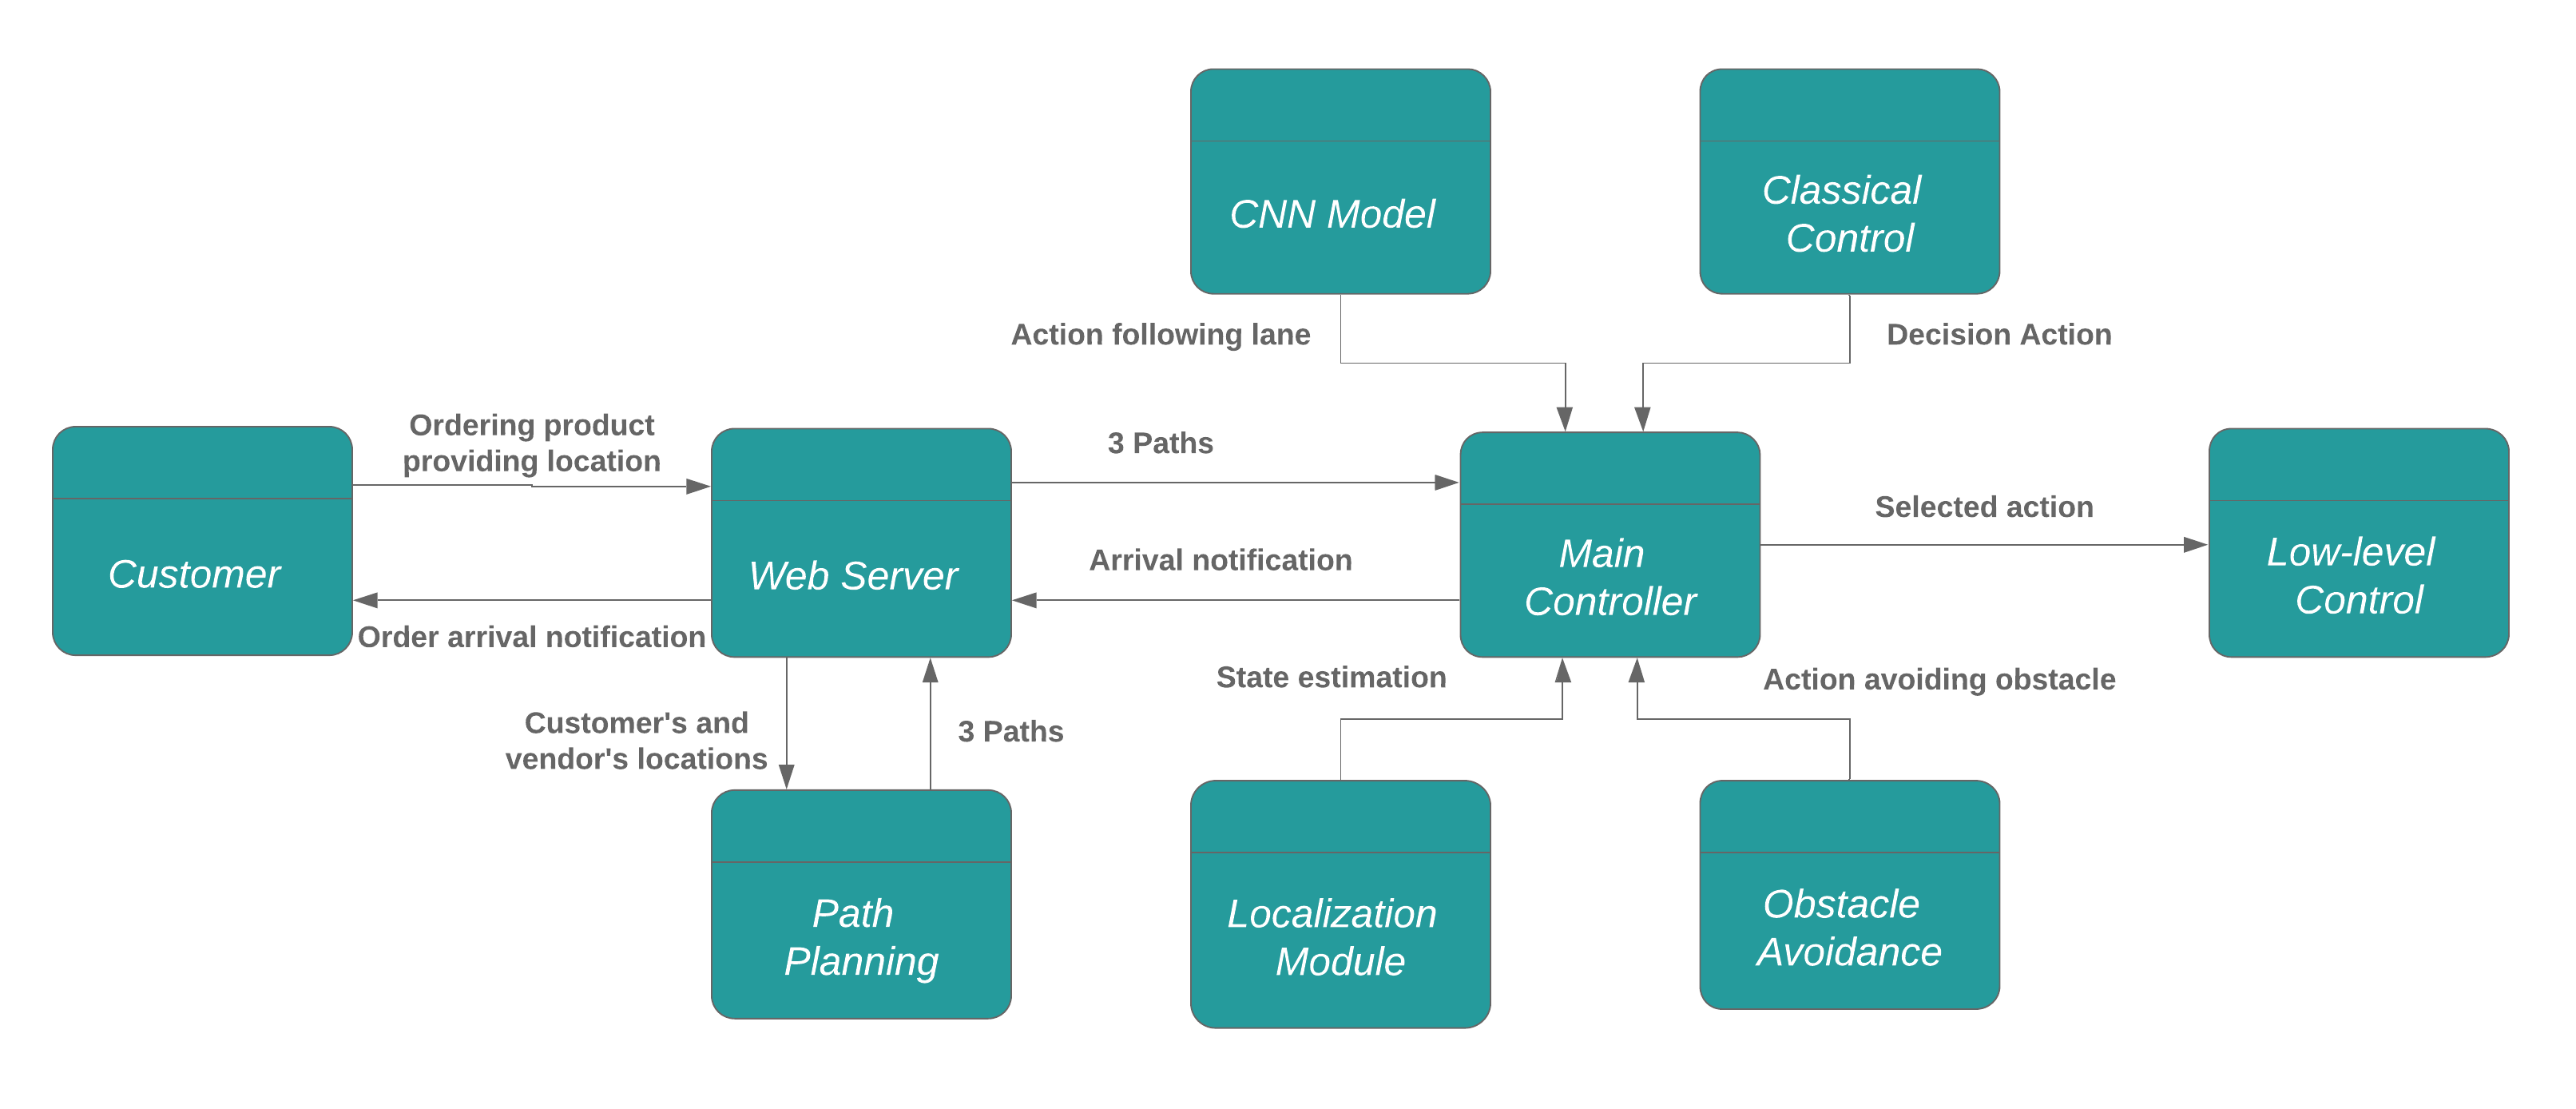 CNN Model
Classical
Control
Action following lane
Decision Action
Ordering product
providing location
3 Paths
Customer
Web Server
Arrival notification
Main
Controller
Selected action
Low-level
Control
Order arrival notification
State estimation
Action avoiding obstacle
Customer's and
vendor's locations
3 Paths
Path
Planning
Localization
Module
Obstacle
Avoidance